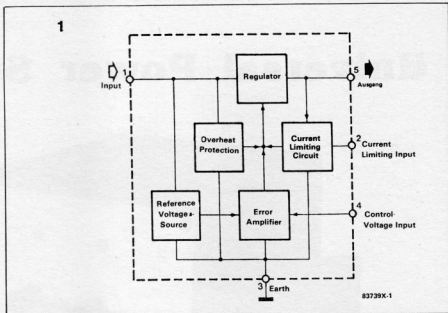 1
Regulator
1
Input
5
Ausgang
Overheat
Protection
Current
Limiting
Circuit
2
Current
Limiting Input
Reference
Voltage-
Source
Error
Amplifier
4
Control-
Voltage Input
3
Earth
83739X-1